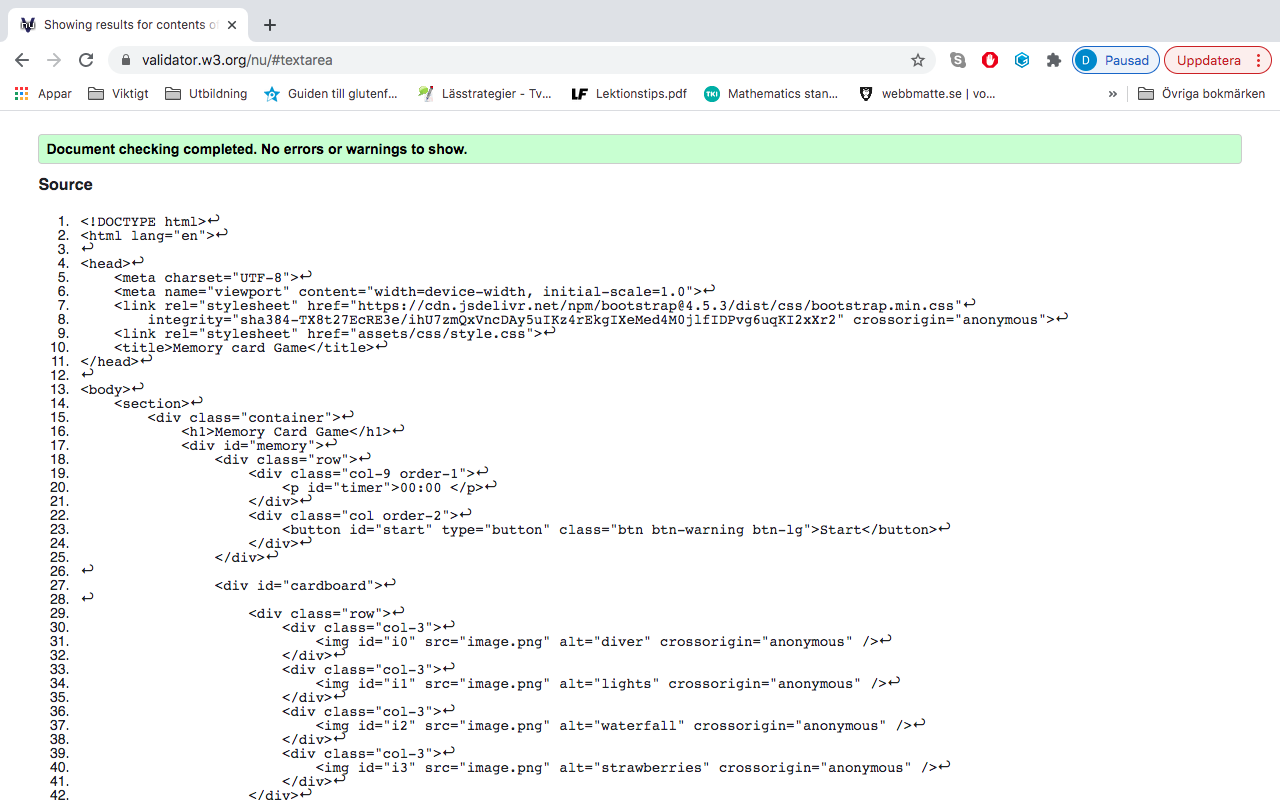 Showing results for contents of
validator.w3.org/nu/#textarea
D Pausad
Uppdatera
Appar
Viktigt
Utbildning
Guiden till glutenf...
Lässtrategier - Tv...
LF Lektionstips.pdf
TKI Mathematics stan...
webbmatte.se | vo...
»
Övriga bokmärken
Document checking completed. No errors or warnings to show.
Source
1. <!DOCTYPE html>↩
2. <html lang="en">↩
3. ↩
4. <head>↩
5.     <meta charset="UTF-8">↩
6.     <meta name="viewport" content="width=device-width, initial-scale=1.0">↩
7.     <link rel="stylesheet" href="https://cdn.jsdelivr.net/npm/bootstrap@4.5.3/dist/css/bootstrap.min.css"↩
8.         integrity="sha384-TX8t27EcRE3e/ihU7zmQxVncDAy5uIKz4rEkgIXeMed4M0jlfIDPvg6uqKI2xXr2" crossorigin="anonymous">↩
9.     <link rel="stylesheet" href="assets/css/style.css">↩
10.     <title>Memory card Game</title>↩
11. </head>↩
12. ↩
13. <body>↩
14.     <section>↩
15.         <div class="container">↩
16.             <h1>Memory Card Game</h1>↩
17.             <div id="memory">↩
18.                 <div class="row">↩
19.                     <div class="col-9 order-1">↩
20.                         <p id="timer">00:00 </p>↩
21.                     </div>↩
22.                     <div class="col order-2">↩
23.                         <button id="start" type="button" class="btn btn-warning btn-lg">Start</button>↩
24.                     </div>↩
25.                 </div>↩
26. ↩
27.                 <div id="cardboard">↩
28. ↩
29.                     <div class="row">↩
30.                         <div class="col-3">↩
31.                             <img id="i0" src="image.png" alt="diver" crossorigin="anonymous" />↩
32.                         </div>↩
33.                         <div class="col-3">↩
34.                             <img id="i1" src="image.png" alt="lights" crossorigin="anonymous" />↩
35.                         </div>↩
36.                         <div class="col-3">↩
37.                             <img id="i2" src="image.png" alt="waterfall" crossorigin="anonymous" />↩
38.                         </div>↩
39.                         <div class="col-3">↩
40.                             <img id="i3" src="image.png" alt="strawberries" crossorigin="anonymous" />↩
41.                         </div>↩
42.                     </div>↩